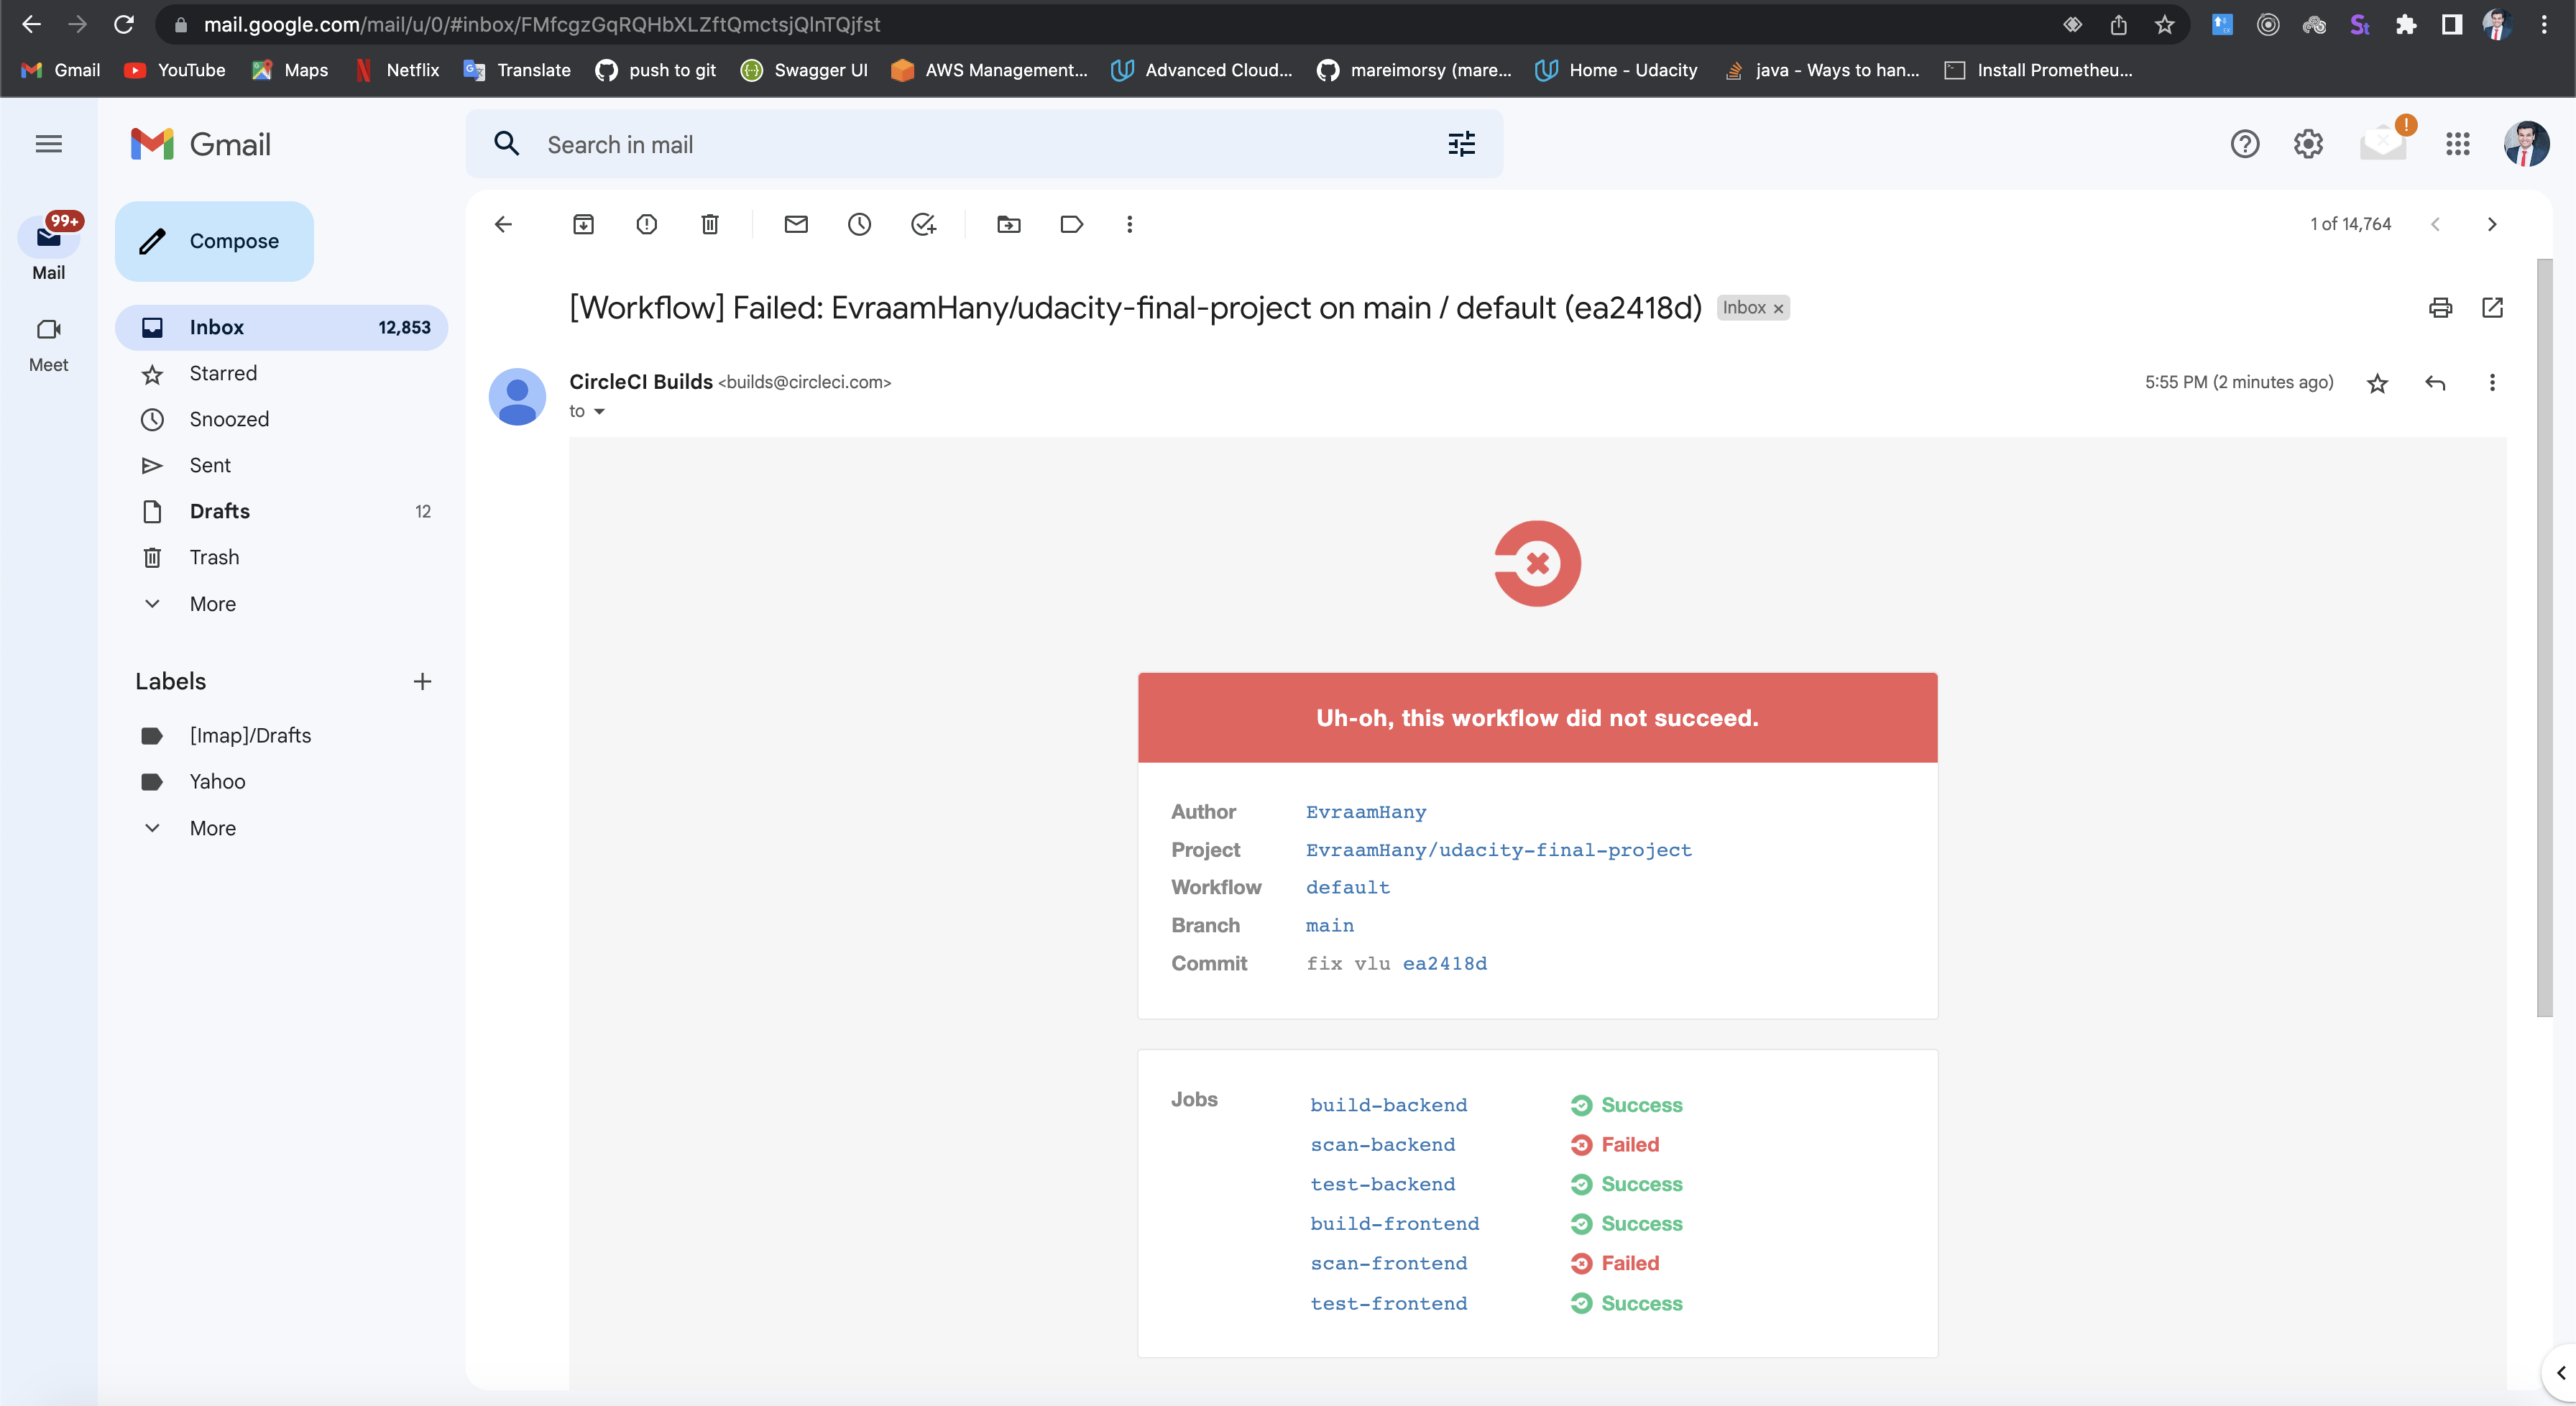 mail.google.com/mail/u/0/#inbox/FMfcgzGqRQHbXLZftQmctsjQlnTQjfst
Gmail YouTube Maps Netflix Translate push to git Swagger UI AWS Management... Advanced Cloud... mareimorsy (mare... Home - Udacity java - Ways to han... Install Prometheu...
Gmail
Search in mail
99+
Mail
Meet
Compose
Inbox 12,853
Starred
Snoozed
Sent
Drafts 12
Trash
More
Labels
[Imap]/Drafts
Yahoo
More
1 of 14,764
[Workflow] Failed: EvraamHany/udacity-final-project on main / default (ea2418d) Inbox
CircleCI Builds <builds@circleci.com> 5:55 PM (2 minutes ago)
to
Uh-oh, this workflow did not succeed.
Author EvraamHany
Project EvraamHany/udacity-final-project
Workflow default
Branch main
Commit fix vlu ea2418d
Jobs
build-backend Success
scan-backend Failed
test-backend Success
build-frontend Success
scan-frontend Failed
test-frontend Success